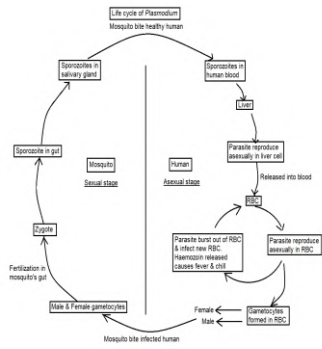 Life cycle of Plasmodium
Mosquito bite healthy human
Sporozoites in
salivary gland
Sporozoites in
human blood
Liver
Sporozoite in gut
Parasite reproduce
asexually in liver cell
Mosquito
Human
Sexual stage
Asexual stage
Released into blood
RBC
Zygote
Parasite burst out of RBC
& infect new RBC.
Haemozoin released
causes fever & chill
Parasite reproduce
asexually in RBC
Fertilization in
mosquito's gut
Male & Female gametocytes
Female
Male
Gametocytes
formed in RBC
Mosquito bite infected human